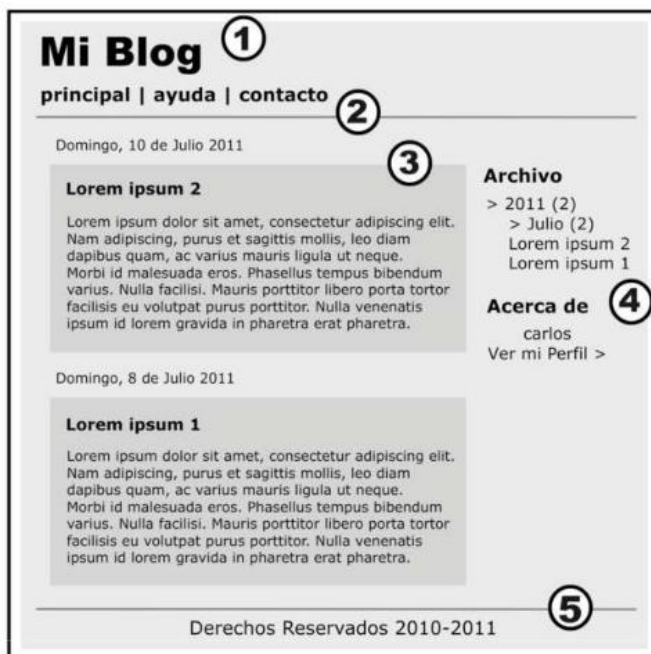 Mi Blog
1
principal | ayuda | contacto
2
Domingo, 10 de Julio 2011
3
Lorem ipsum 2
Lorem ipsum dolor sit amet, consectetur adipiscing elit.
Nam adipiscing, purus et sagittis mollis, leo diam
dapibus quam, ac varius mauris ligula ut neque.
Morbi id malesuada eros. Phasellus tempus bibendum
varius. Nulla facilisi. Mauris porttitor libero porta tortor
facilisis eu volutpat purus porttitor. Nulla venenatis
ipsum id lorem gravida in pharetra erat pharetra.
Domingo, 8 de Julio 2011
Lorem ipsum 1
Lorem ipsum dolor sit amet, consectetur adipiscing elit.
Nam adipiscing, purus et sagittis mollis, leo diam
dapibus quam, ac varius mauris ligula ut neque.
Morbi id malesuada eros. Phasellus tempus bibendum
varius. Nulla facilisi. Mauris porttitor libero porta tortor
facilisis eu volutpat purus porttitor. Nulla venenatis
ipsum id lorem gravida in pharetra erat pharetra.
Archivo
> 2011 (2)
> Julio (2)
Lorem ipsum 2
Lorem ipsum 1
Acerca de
4
carlos
Ver mi Perfil >
5
Derechos Reservados 2010-2011